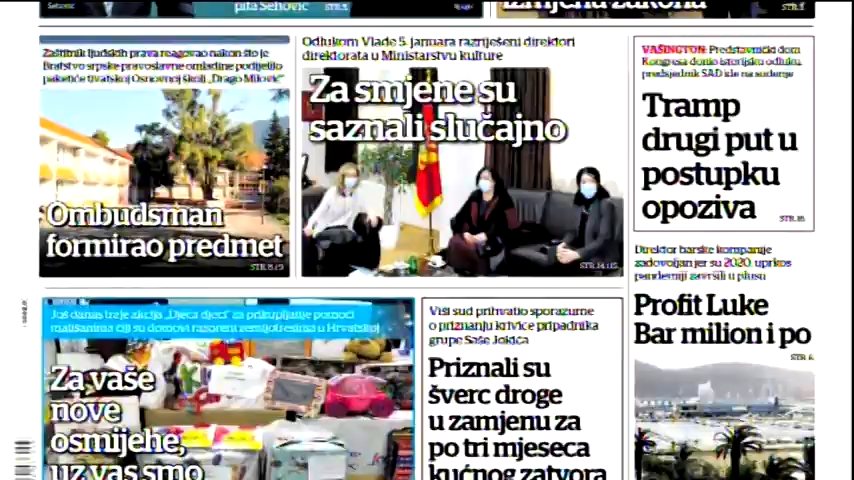 pita Šehović
STR.5
izmjenu zakona
STR.3
Zaštitnik ljudskih prava reagovao nakon što je
Bratstvo srpske pravoslavne omladine podijelilo
paketiće tivatskoj Osnovnoj školi „Drago Milović”
Ombudsman
formirao predmet
Odlukom Vlade 5. januara razriješeni direktori
direktorata u Ministarstvu kulture
Za smjene su
saznali slučajno
STR.14.i15.
VAŠINGTON: Predstavnički dom
Kongresa donio istorijsku odluku,
predsjednik SAD ide na suđenje
Tramp
drugi put u
postupku
opoziva
Direktor barske kompanije
zadovoljan jer su 2020. uprkos
pandemiji završili u plusu
Profit Luke
Bar milion i po
STR.6.
Još danas traje akcija „Djeca djeci” za prikupljanje pomoći
mališanima čiji su domovi razoreni zemljotresima u Hrvatskoj
Za vaše
nove
osmijehe,
uz vas smo
Viši sud prihvatio sporazume
o priznanju krivice pripadnika
grupe Saše Jokića
Priznali su
šverc droge
u zamjenu za
po tri mjeseca
kućnog zatvora